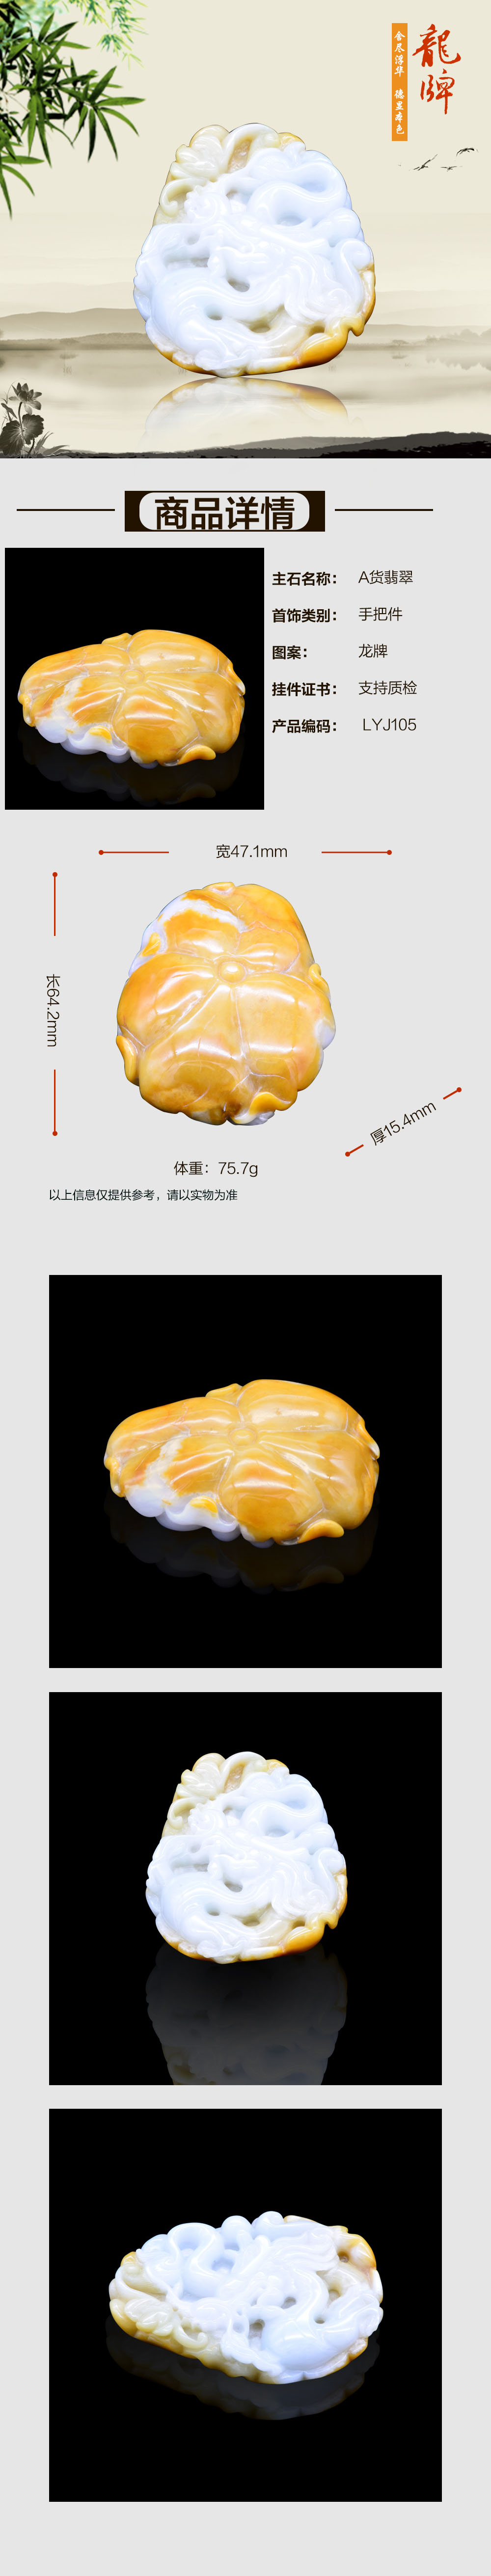 龍牌
舍尽浮华 德显本色
商品详情
主石名称： A货翡翠
首饰类别： 手把件
图案： 龙牌
挂件证书： 支持质检
产品编码： LYJ105
宽47.1mm
长64.2mm
厚15.4mm
体重：75.7g
以上信息仅提供参考，请以实物为准